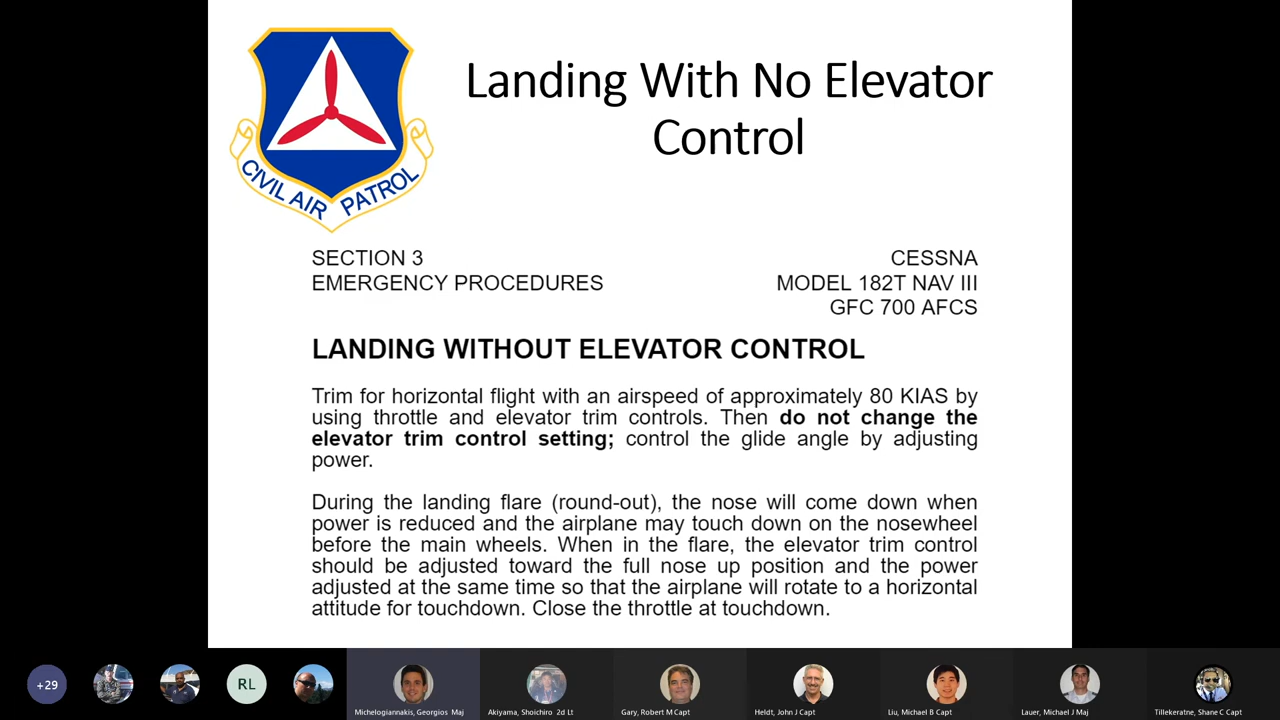 Landing With No Elevator
Control
CIVIL AIR PATROL
SECTION 3
EMERGENCY PROCEDURES
CESSNA
MODEL 182T NAV III
GFC 700 AFCS
LANDING WITHOUT ELEVATOR CONTROL
Trim for horizontal flight with an airspeed of approximately 80 KIAS by
using throttle and elevator trim controls. Then do not change the
elevator trim control setting; control the glide angle by adjusting
power.
During the landing flare (round-out), the nose will come down when
power is reduced and the airplane may touch down on the nosewheel
before the main wheels. When in the flare, the elevator trim control
should be adjusted toward the full nose up position and the power
adjusted at the same time so that the airplane will rotate to a horizontal
attitude for touchdown. Close the throttle at touchdown.
+29
RL
Michelogiannakis, Georgios Maj
Akiyama, Shoichiro 2d Lt
Gary, Robert M Capt
Heldt, John J Capt
Liu, Michael B Capt
Lauer, Michael J Maj
Tillekeratne, Shane C Capt